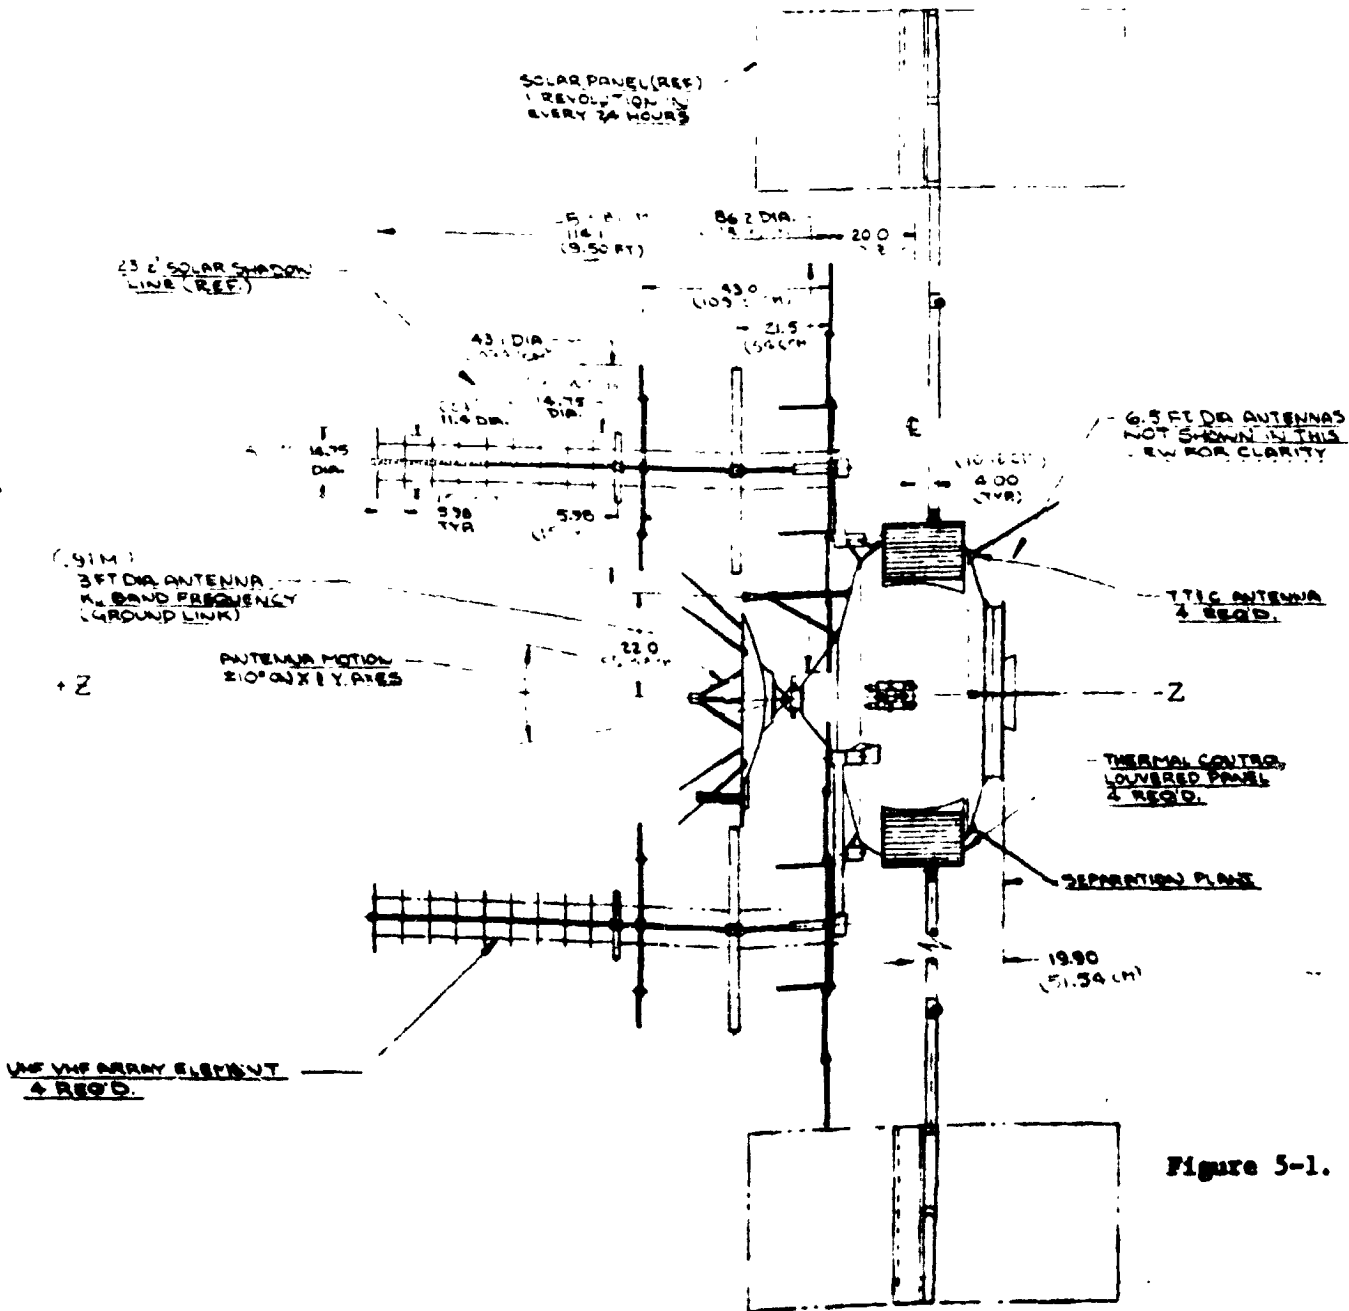 SOLAR PANEL (REF)
1 REVOLUTION IN
EVERY 24 HOURS
114.1
(9.50 FT)
86.2 DIA.
20.0
23.2° SOLAR SHADOW
LINE (REF.)
43.0
21.5
43.1 DIA
14.75
DIA.
11.4 DIA.
14.75
DIA.
5.98
TYP
5.98
6.5 FT DIA ANTENNAS
NOT SHOWN IN THIS
FOR CLARITY
4.00
(TYP)
(.91M)
3 FT DIA ANTENNA
Ku BAND FREQUENCY
(GROUND LINK)
TT&C ANTENNA
4 REQ'D.
22.0
ANTENNA MOTION
±10° ON X & Y AXES
+Z
-Z
THERMAL CONTROL
LOUVERED PANEL
4 REQ'D.
SEPARATION PLANE
19.90
(51.54 CM)
UHF VHF ARRAY ELEMENT
4 REQ'D.
Figure 5-1.